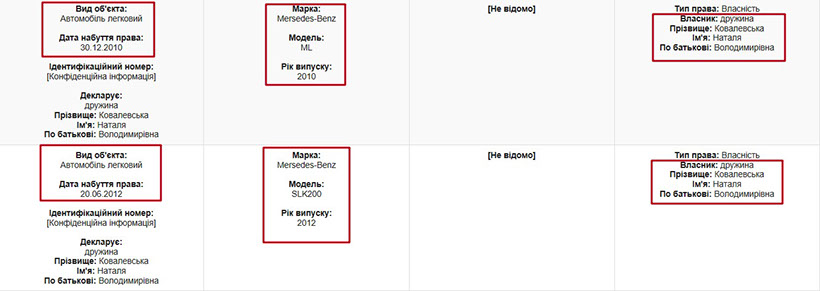 Вид об'єкта:
Автомобіль легковий
Дата набуття права:
30.12.2010
Ідентифікаційний номер:
[Конфіденційна інформація]
Декларує:
дружина
Прізвище: Ковалевська
Ім'я: Наталя
По батькові: Володимирівна
Марка:
Mersedes-Benz
Модель:
ML
Рік випуску:
2010
[Не відомо]
Тип права: Власність
Власник: дружина
Прізвище: Ковалевська
Ім'я: Наталя
По батькові: Володимирівна
Вид об'єкта:
Автомобіль легковий
Дата набуття права:
20.06.2012
Ідентифікаційний номер:
[Конфіденційна інформація]
Декларує:
дружина
Прізвище: Ковалевська
Ім'я: Наталя
По батькові: Володимирівна
Марка:
Mersedes-Benz
Модель:
SLK200
Рік випуску:
2012
[Не відомо]
Тип права: Власність
Власник: дружина
Прізвище: Ковалевська
Ім'я: Наталя
По батькові: Володимирівна